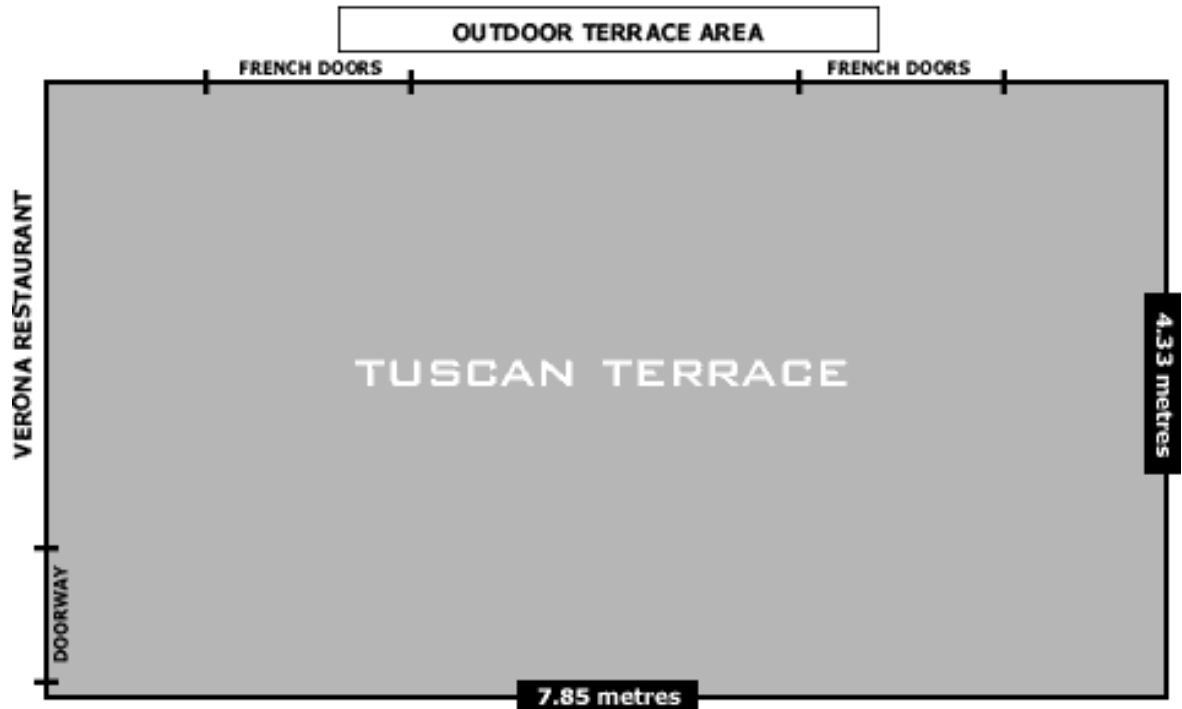 OUTDOOR TERRACE AREA
FRENCH DOORS
FRENCH DOORS
VERONA RESTAURANT
TUSCAN TERRACE
4.33 metres
DOORWAY
7.85 metres